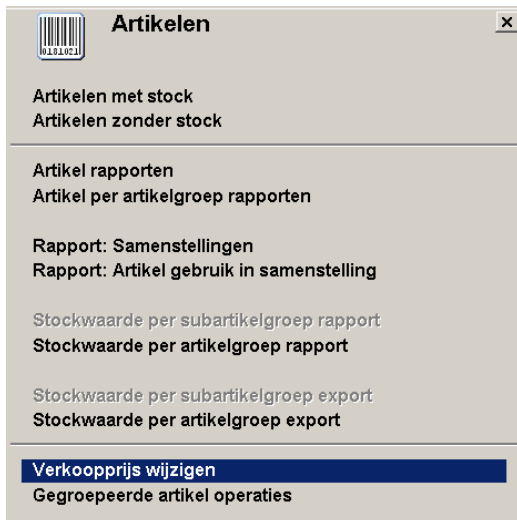 Artikelen
0181021
Artikelen met stock
Artikelen zonder stock
Artikel rapporten
Artikel per artikelgroep rapporten
Rapport: Samenstellingen
Rapport: Artikel gebruik in samenstelling
Stockwaarde per subartikelgroep rapport
Stockwaarde per artikelgroep rapport
Stockwaarde per subartikelgroep export
Stockwaarde per artikelgroep export
Verkoopprijs wijzigen
Gegroepeerde artikel operaties